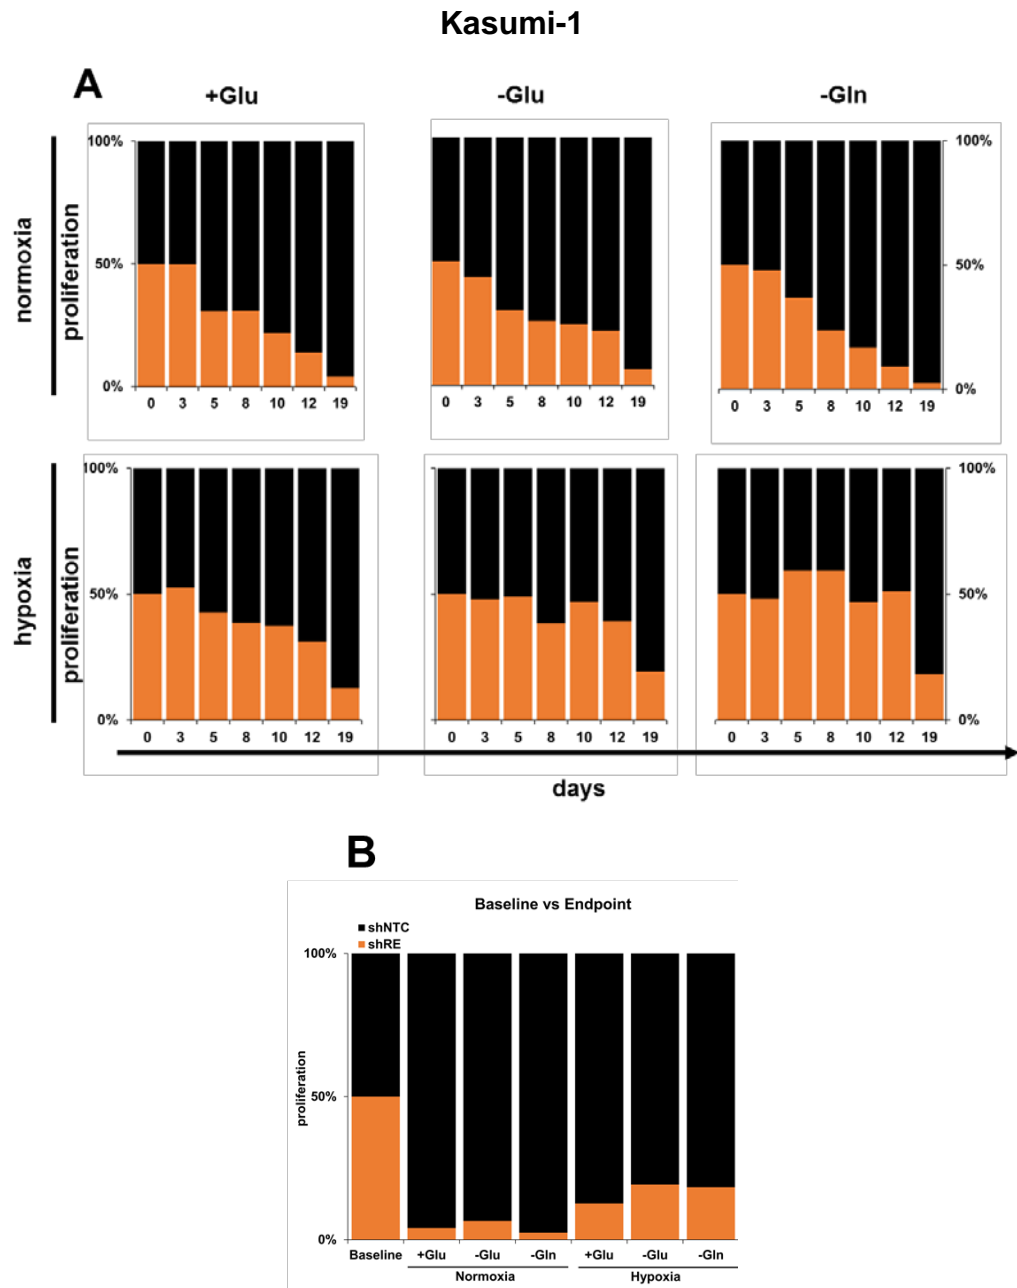 Kasumi-1
A
+Glu
-Glu
-Gln
normoxia
proliferation
100%
50%
0%
0 3 5 8 10 12 19
0 3 5 8 10 12 19
100%
50%
0%
0 3 5 8 10 12 19
hypoxia
proliferation
100%
50%
0%
0 3 5 8 10 12 19
0 3 5 8 10 12 19
100%
50%
0%
0 3 5 8 10 12 19
days
B
Baseline vs Endpoint
shNTC
shRE
proliferation
100%
50%
0%
Baseline +Glu -Glu -Gln +Glu -Glu -Gln
Normoxia Hypoxia